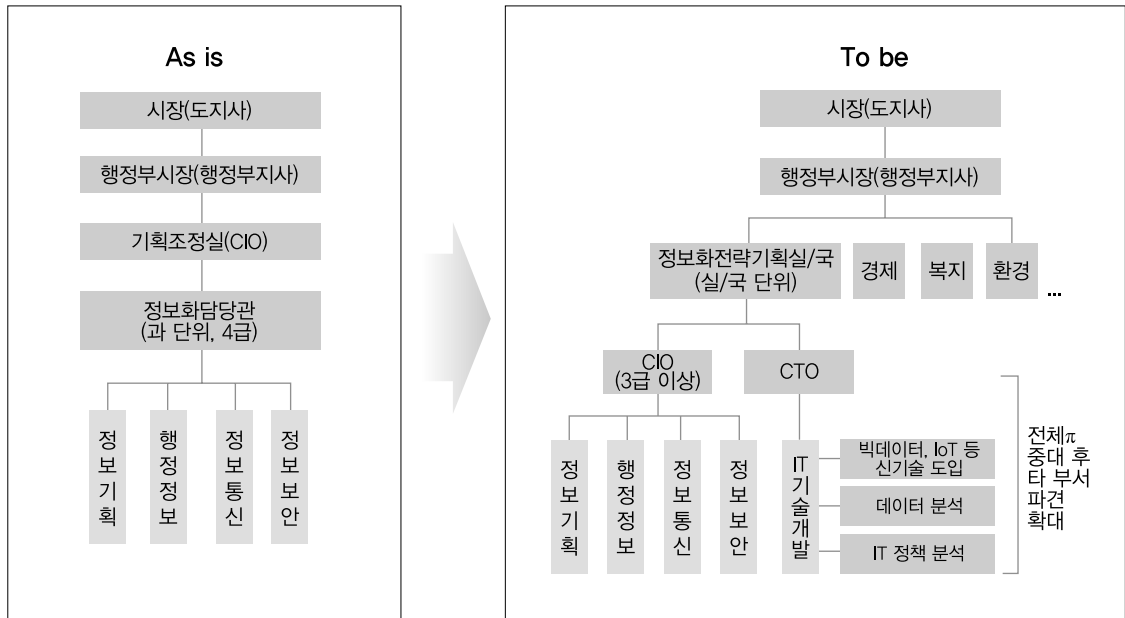 As is
시장(도지사)
행정부시장(행정부지사)
기획조정실(CIO)
정보화담당관
(과 단위, 4급)
정보기획
행정정보
정보통신
정보보안
To be
시장(도지사)
행정부시장(행정부지사)
정보화전략기획실/국
(실/국 단위)
경제
복지
환경
...
CIO
(3급 이상)
CTO
정보기획
행정정보
정보통신
정보보안
IT기술개발
빅데이터, IoT 등
신기술 도입
데이터 분석
IT 정책 분석
전체π
중대 후
타 부서
파견
확대